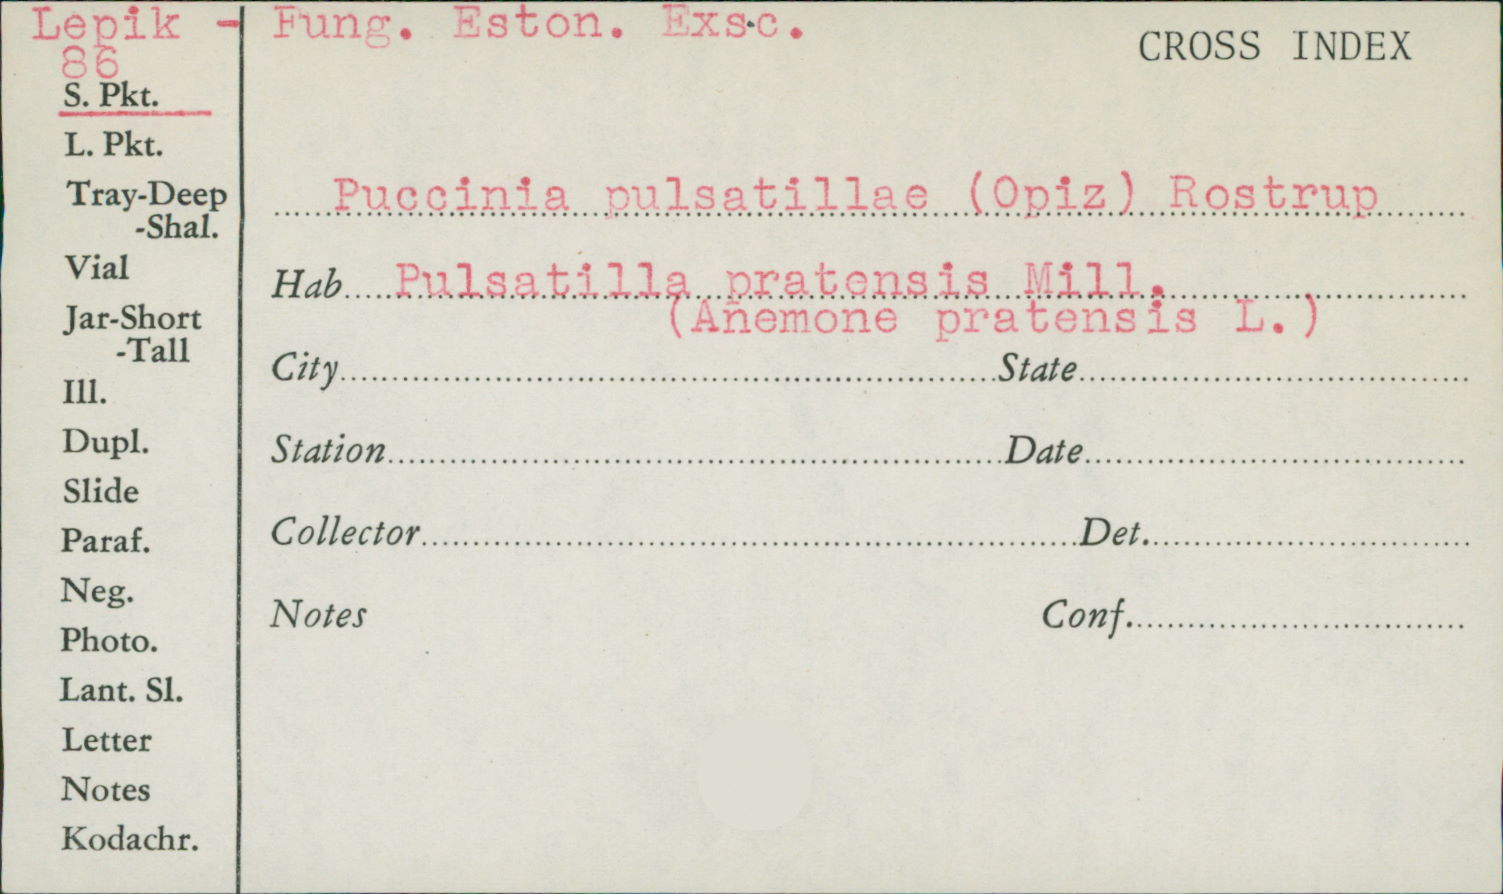 Lepik - Fung. Eston. Exs.c.
86
CROSS INDEX
S. Pkt.
L. Pkt.
Tray-Deep
-Shal.
Vial
Jar-Short
-Tall
Ill.
Dupl.
Slide
Paraf.
Neg.
Photo.
Lant. Sl.
Letter
Notes
Kodachr.
Puccinia pulsatillae (Opiz) Rostrup
Hab. Pulsatilla pratensis Mill.
(Anemone pratensis L.)
City State
Station Date
Collector Det.
Notes Conf.